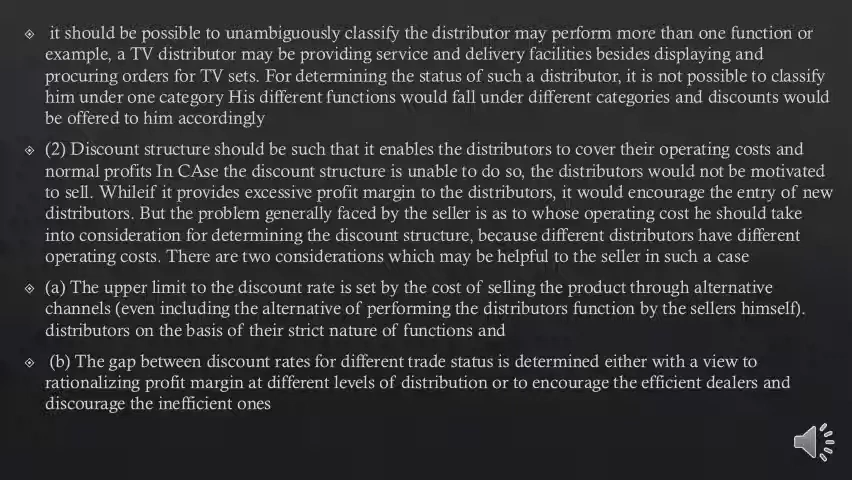 it should be possible to unambiguously classify the distributor may perform more than one function or
example, a TV distributor may be providing service and delivery facilities besides displaying and
procuring orders for TV sets. For determining the status of such a distributor, it is not possible to classify
him under one category His different functions would fall under different categories and discounts would
be offered to him accordingly
(2) Discount structure should be such that it enables the distributors to cover their operating costs and
normal profits In CAse the discount structure is unable to do so, the distributors would not be motivated
to sell. Whileif it provides excessive profit margin to the distributors, it would encourage the entry of new
distributors. But the problem generally faced by the seller is as to whose operating cost he should take
into consideration for determining the discount structure, because different distributors have different
operating costs. There are two considerations which may be helpful to the seller in such a case
(a) The upper limit to the discount rate is set by the cost of selling the product through alternative
channels (even including the alternative of performing the distributors function by the sellers himself).
distributors on the basis of their strict nature of functions and
(b) The gap between discount rates for different trade status is determined either with a view to
rationalizing profit margin at different levels of distribution or to encourage the efficient dealers and
discourage the inefficient ones